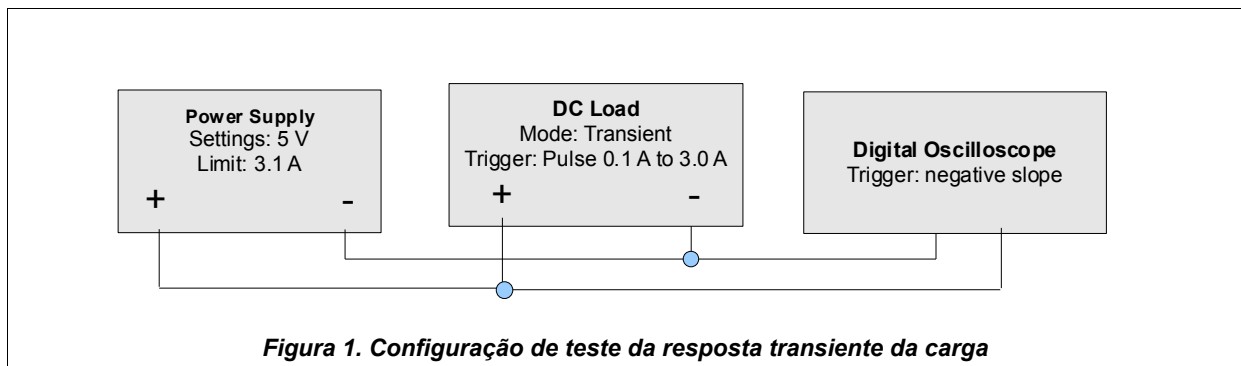 Power Supply
Settings: 5 V
Limit: 3.1 A
+ -
DC Load
Mode: Transient
Trigger: Pulse 0.1 A to 3.0 A
+ -
Digital Oscilloscope
Trigger: negative slope
Figura 1. Configuração de teste da resposta transiente da carga